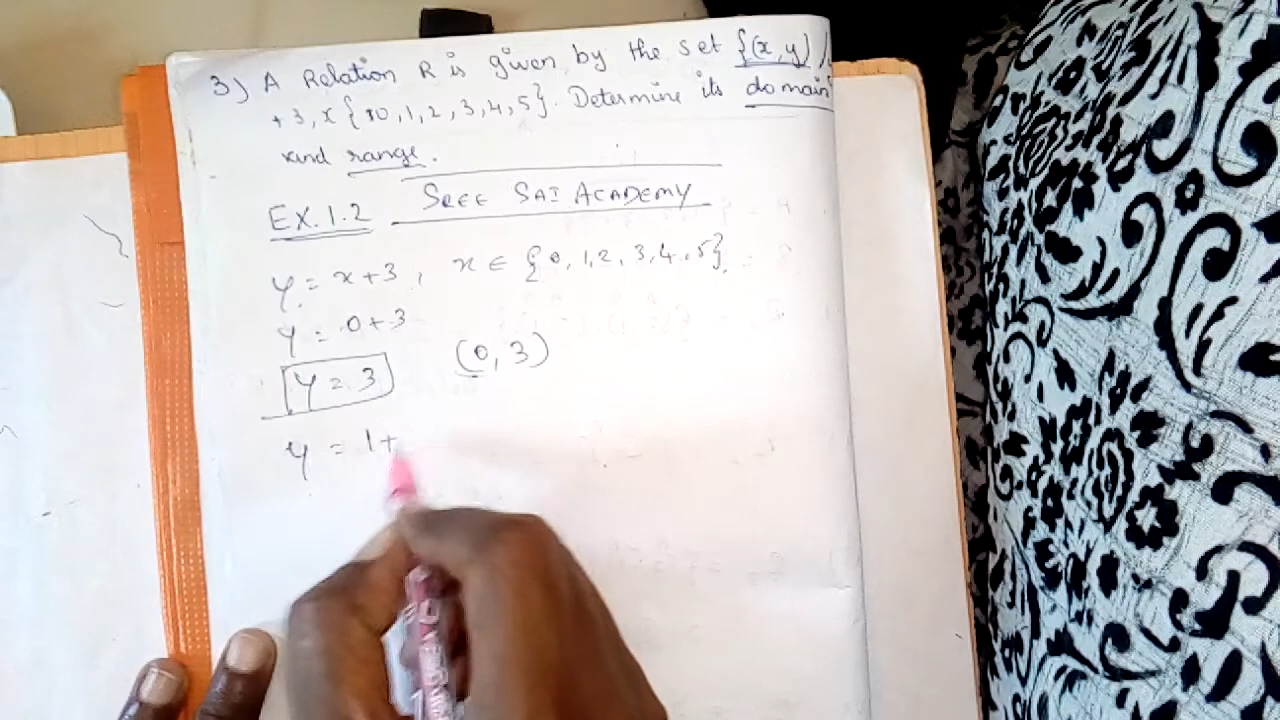 3) A Relation R is given by the set {(x,y) /
+ 3, x {0,1,2,3,4,5}. Determine its domain
and range.
SREE SAI ACADEMY
EX.1.2
y = x+3, x ∈ {0,1,2,3,4,5}
y = 0+3
y = 3 (0,3)
y = 1+